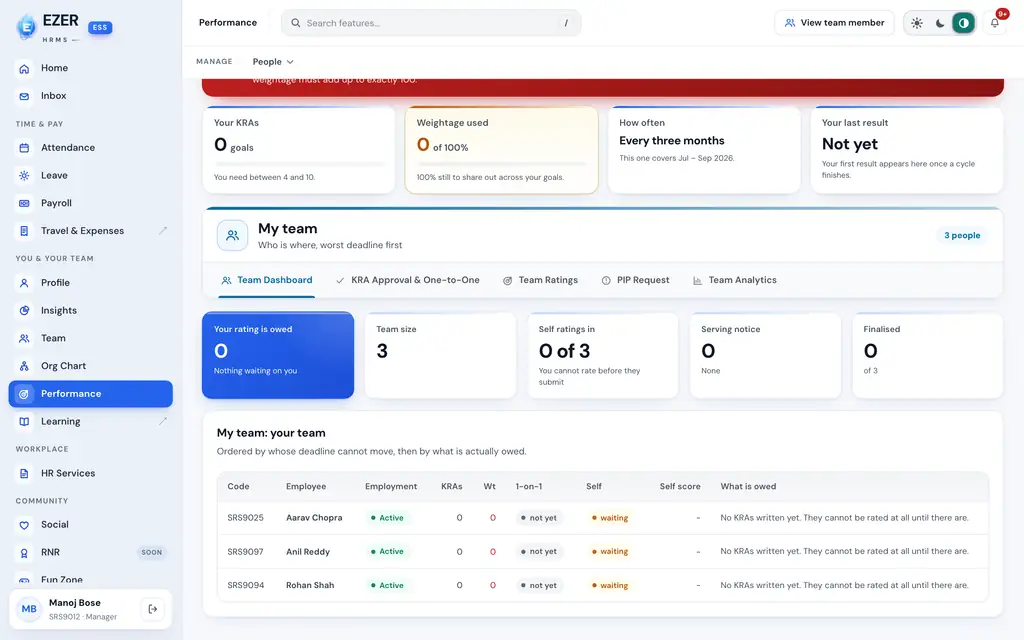 EZER
HRMS
ESS
Performance
Search features...
/
View team member
9+
MANAGE
People
weightage must add up to exactly 100.
Home
Inbox
TIME & PAY
Attendance
Leave
Payroll
Travel & Expenses
YOU & YOUR TEAM
Profile
Insights
Team
Org Chart
Performance
Learning
WORKPLACE
HR Services
COMMUNITY
Social
RNR
SOON
Fun Zone
MB
Manoj Bose
SRS9012 · Manager
Your KRAs
0 goals
You need between 4 and 10.
Weightage used
0 of 100%
100% still to share out across your goals.
How often
Every three months
This one covers Jul – Sep 2026.
Your last result
Not yet
Your first result appears here once a cycle
finishes.
My team
Who is where, worst deadline first
3 people
Team Dashboard
KRA Approval & One-to-One
Team Ratings
PIP Request
Team Analytics
Your rating is owed
0
Nothing waiting on you
Team size
3
Self ratings in
0 of 3
You cannot rate before they
submit
Serving notice
0
None
Finalised
0
of 3
My team: your team
Ordered by whose deadline cannot move, then by what is actually owed.
Code Employee Employment KRAs Wt 1-on-1 Self Self score What is owed
SRS9025 Aarav Chopra Active 0 0 not yet waiting - No KRAs written yet. They cannot be rated at all until there are.
SRS9097 Anil Reddy Active 0 0 not yet waiting - No KRAs written yet. They cannot be rated at all until there are.
SRS9094 Rohan Shah Active 0 0 not yet waiting - No KRAs written yet. They cannot be rated at all until there are.